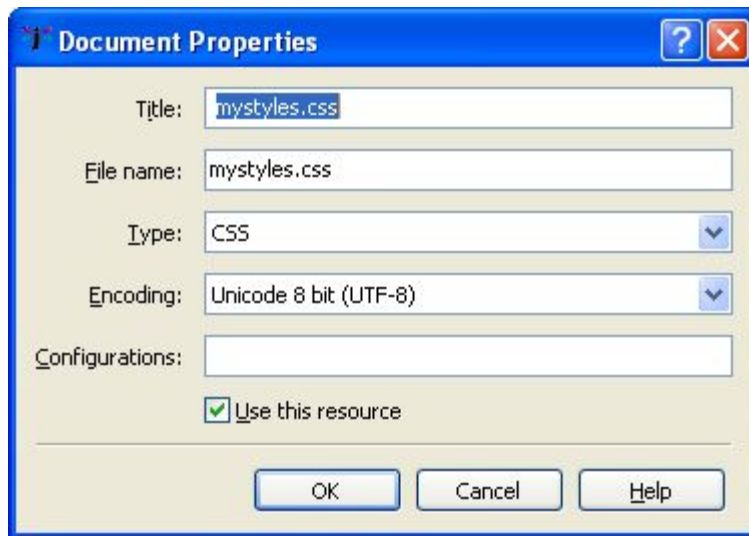 Document Properties
Title: mystyles.css
File name: mystyles.css
Type: CSS
Encoding: Unicode 8 bit (UTF-8)
Configurations:
Use this resource
OK Cancel Help